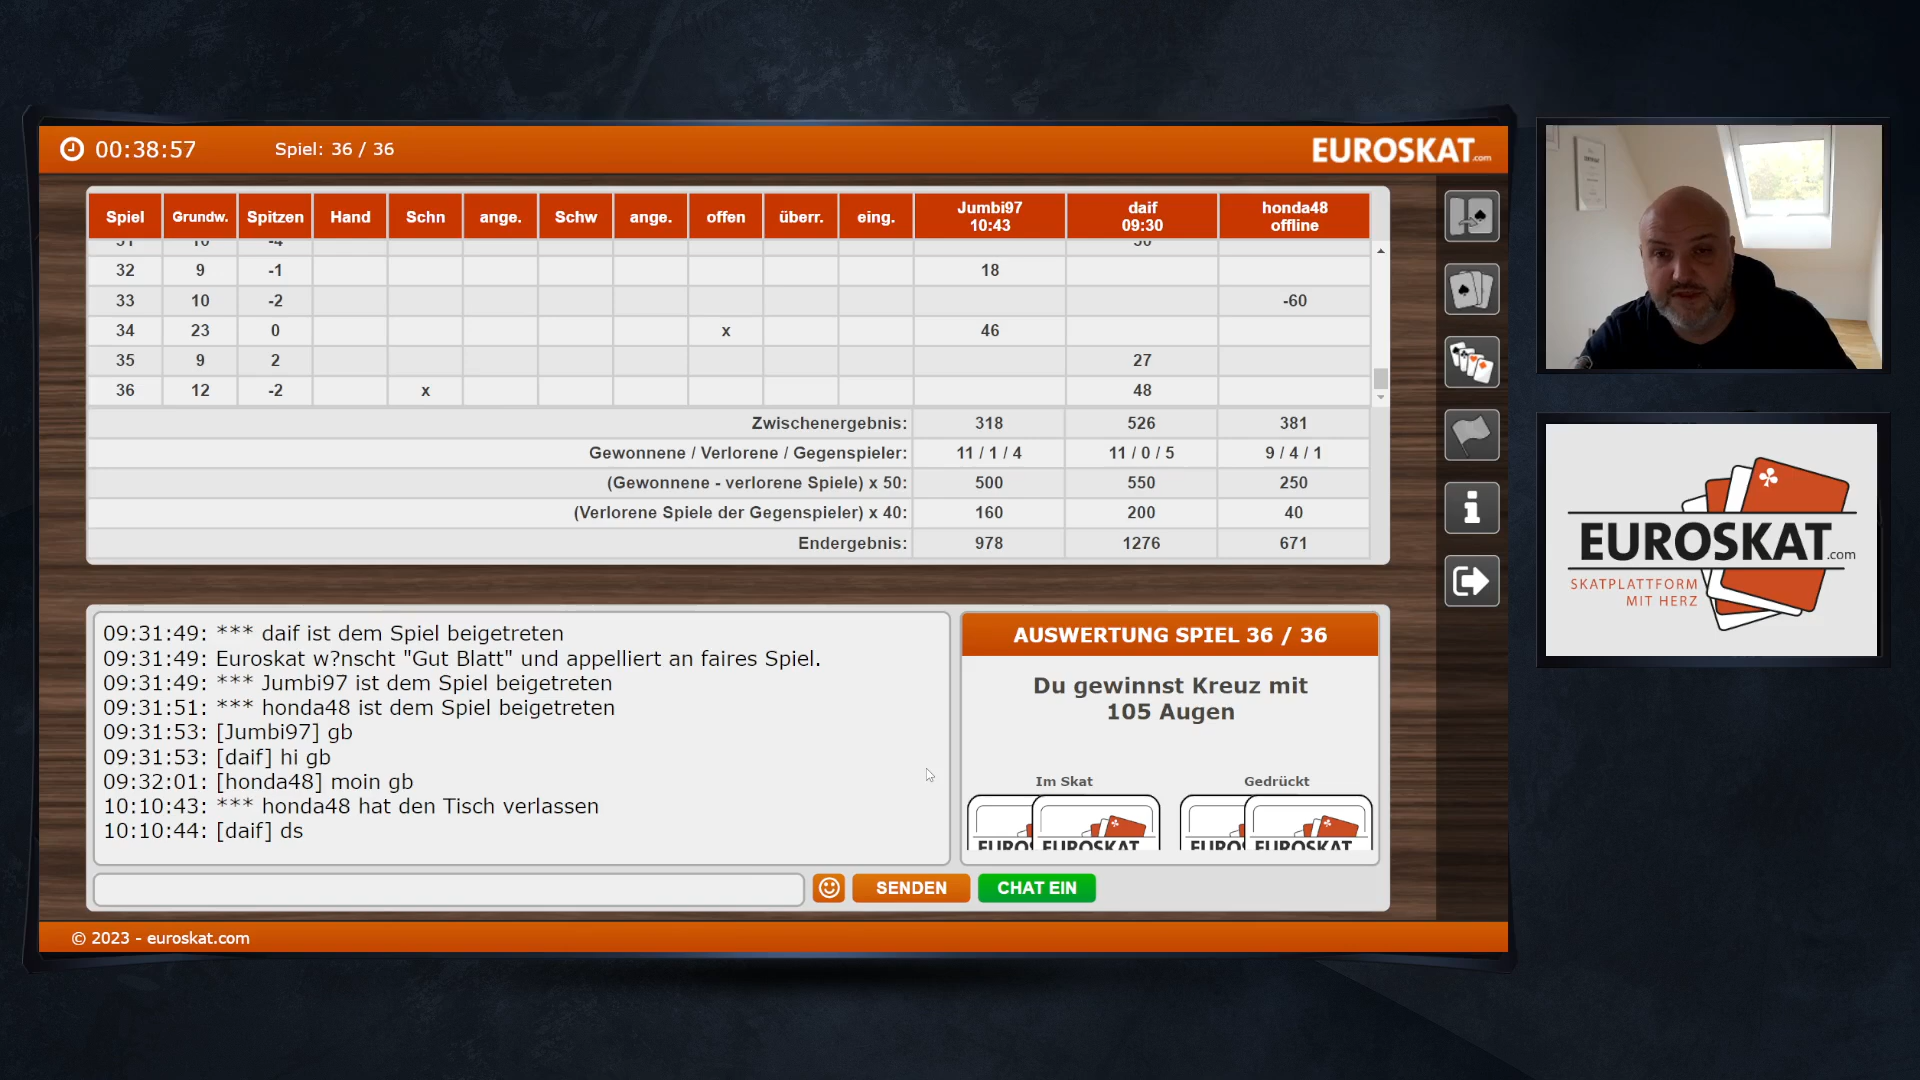 00:38:57 Spiel: 36 / 36 EUROSKAT.com
Spiel Grundw. Spitzen Hand Schn ange. Schw ange. offen überr. eing. Jumbi97 10:43 daif 09:30 honda48 offline
32 9 -1 18
33 10 -2 -60
34 23 0 x 46
35 9 2 27
36 12 -2 x 48
Zwischenergebnis: 318 526 381
Gewonnene / Verlorene / Gegenspieler: 11 / 1 / 4 11 / 0 / 5 9 / 4 / 1
(Gewonnene - verlorene Spiele) x 50: 500 550 250
(Verlorene Spiele der Gegenspieler) x 40: 160 200 40
Endergebnis: 978 1276 671
09:31:49: *** daif ist dem Spiel beigetreten
09:31:49: Euroskat w?nscht "Gut Blatt" und appelliert an faires Spiel.
09:31:49: *** Jumbi97 ist dem Spiel beigetreten
09:31:51: *** honda48 ist dem Spiel beigetreten
09:31:53: [Jumbi97] gb
09:31:53: [daif] hi gb
09:32:01: [honda48] moin gb
10:10:43: *** honda48 hat den Tisch verlassen
10:10:44: [daif] ds
AUSWERTUNG SPIEL 36 / 36
Du gewinnst Kreuz mit
105 Augen
Im Skat Gedrückt
EURO EUROSKAT EURO EUROSKAT
SENDEN CHAT EIN
© 2023 - euroskat.com
EUROSKAT.com
SKATPLATTFORM
MIT HERZ